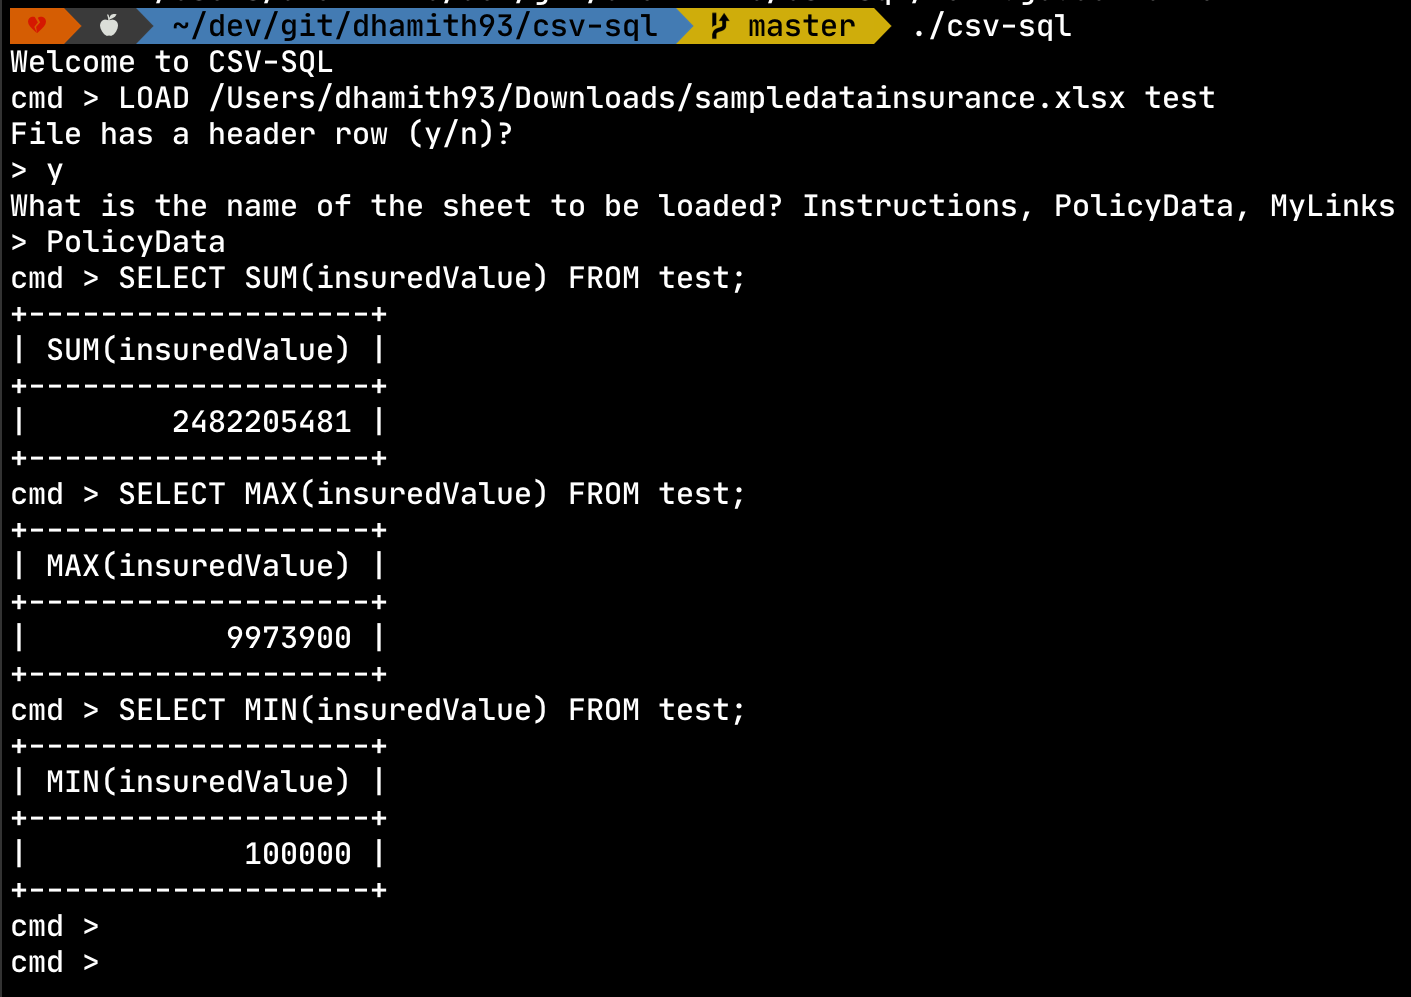 ~/dev/git/dhamith93/csv-sql master ./csv-sql
Welcome to CSV-SQL
cmd > LOAD /Users/dhamith93/Downloads/sampledatainsurance.xlsx test
File has a header row (y/n)?
> y
What is the name of the sheet to be loaded? Instructions, PolicyData, MyLinks
> PolicyData
cmd > SELECT SUM(insuredValue) FROM test;
+-------------------+
| SUM(insuredValue) |
+-------------------+
|        2482205481 |
+-------------------+
cmd > SELECT MAX(insuredValue) FROM test;
+-------------------+
| MAX(insuredValue) |
+-------------------+
|           9973900 |
+-------------------+
cmd > SELECT MIN(insuredValue) FROM test;
+-------------------+
| MIN(insuredValue) |
+-------------------+
|            100000 |
+-------------------+
cmd >
cmd >